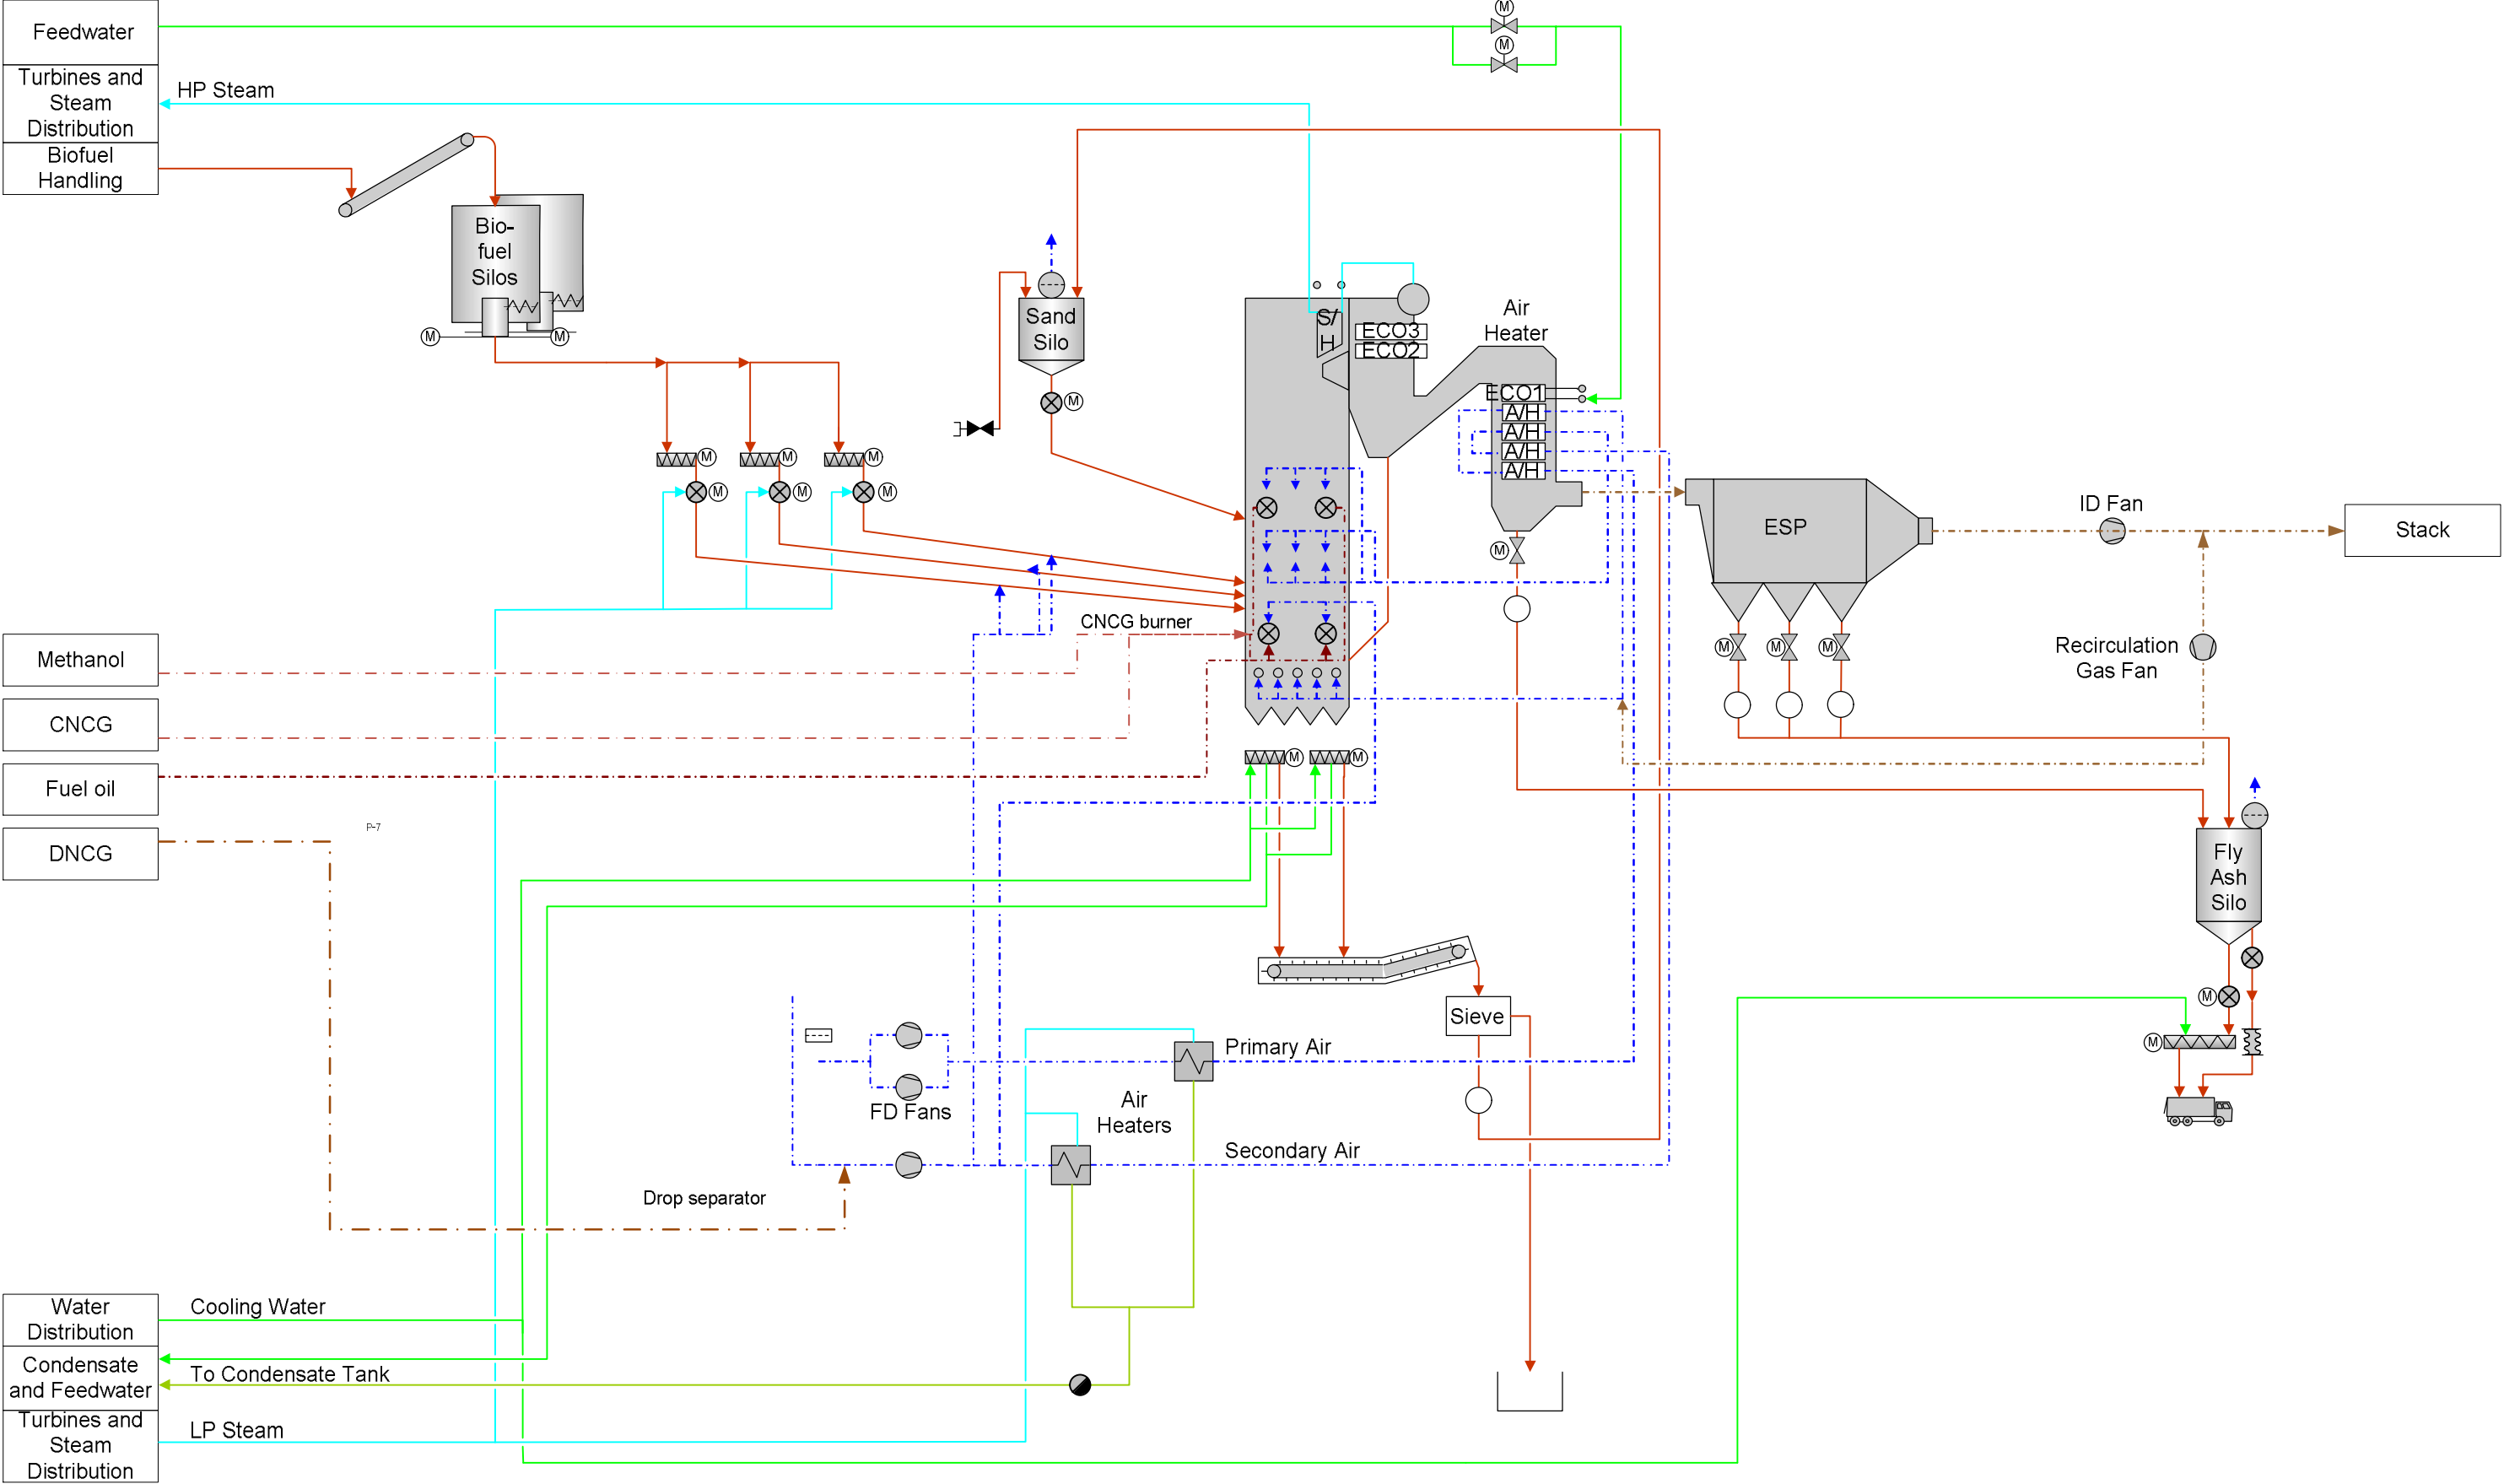 M
Feedwater
M
Turbines and
Steam
Distribution
HP Steam
Biofuel
Handling
Bio-
fuel
Silos
M
M
Sand
Silo
M
S/
H
ECO3
ECO2
Air
Heater
ECO1
A/H
A/H
A/H
A/H
M
M
M
M
M
M
M
ESP
ID Fan
Stack
CNCG burner
M
M
M
Recirculation
Gas Fan
Methanol
CNCG
M
M
Fuel oil
P-7
DNCG
Fly
Ash
Silo
M
Sieve
M
Primary Air
FD Fans
Air
Heaters
Secondary Air
Drop separator
Water
Distribution
Cooling Water
Condensate
and Feedwater
To Condensate Tank
Turbines and
Steam
Distribution
LP Steam